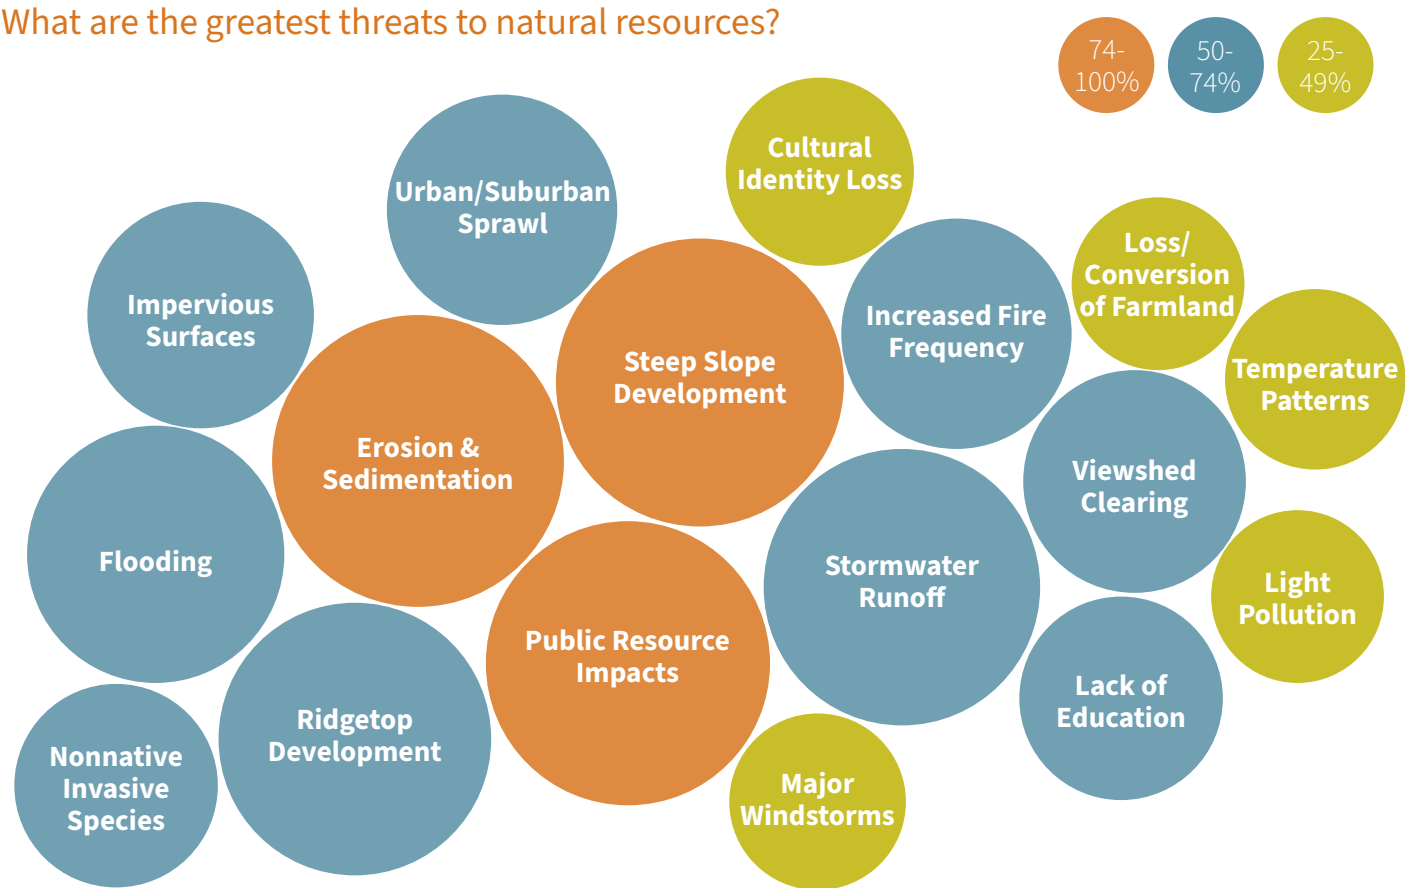 What are the greatest threats to natural resources?
74-
100%
50-
74%
25-
49%
Cultural
Identity Loss
Urban/Suburban
Sprawl
Loss/
Conversion
of Farmland
Impervious
Surfaces
Increased Fire
Frequency
Steep Slope
Development
Temperature
Patterns
Erosion &
Sedimentation
Viewshed
Clearing
Flooding
Stormwater
Runoff
Light
Pollution
Public Resource
Impacts
Lack of
Education
Ridgetop
Development
Nonnative
Invasive
Species
Major
Windstorms